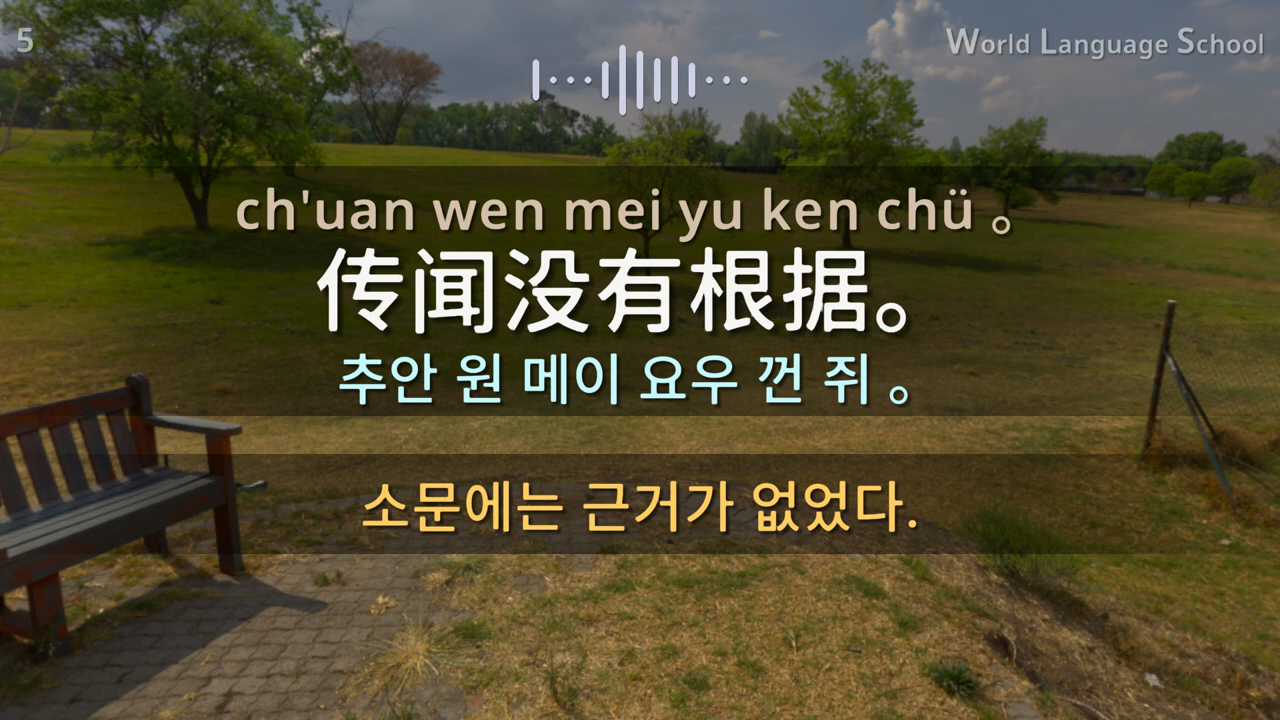 5
World Language School
ch'uan wen mei yu ken chü 。
传闻没有根据。
추안 원 메이 요우 껀 쥐 。
소문에는 근거가 없었다.